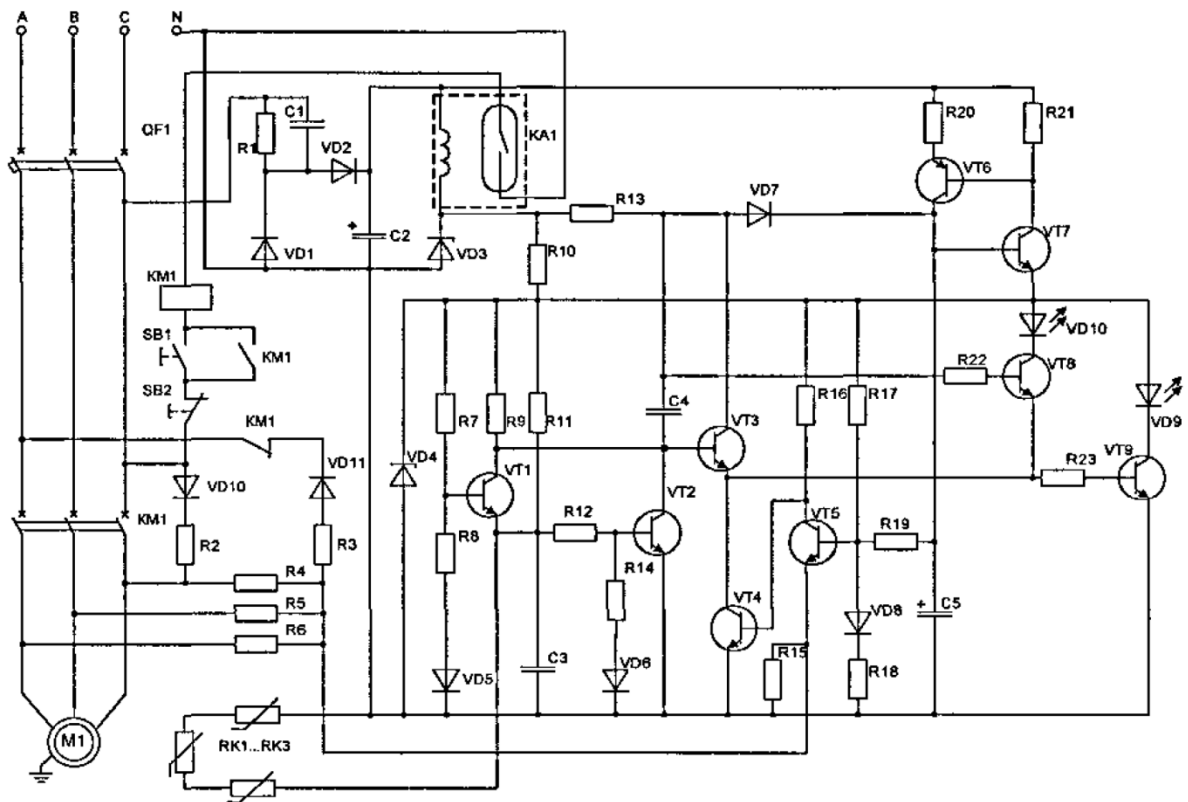 A B C N
QF1
R1
C1
VD2
KA1
R20
R21
VT6
VD1
C2
VD3
R13
VD7
R10
VT7
KM1
SB1
KM1
VD10
SB2
R22
VT8
R7
R9
R11
C4
R16
R17
VD9
KM1
VD4
VT1
VT3
R23
VT9
VD11
VD10
VT2
KM1
R12
VT5
R19
R2
R3
R8
R14
R4
R5
VT4
VD8
C5
R6
C3
VD6
R15
R18
VD5
M1
RK1...RK3
+
+
+